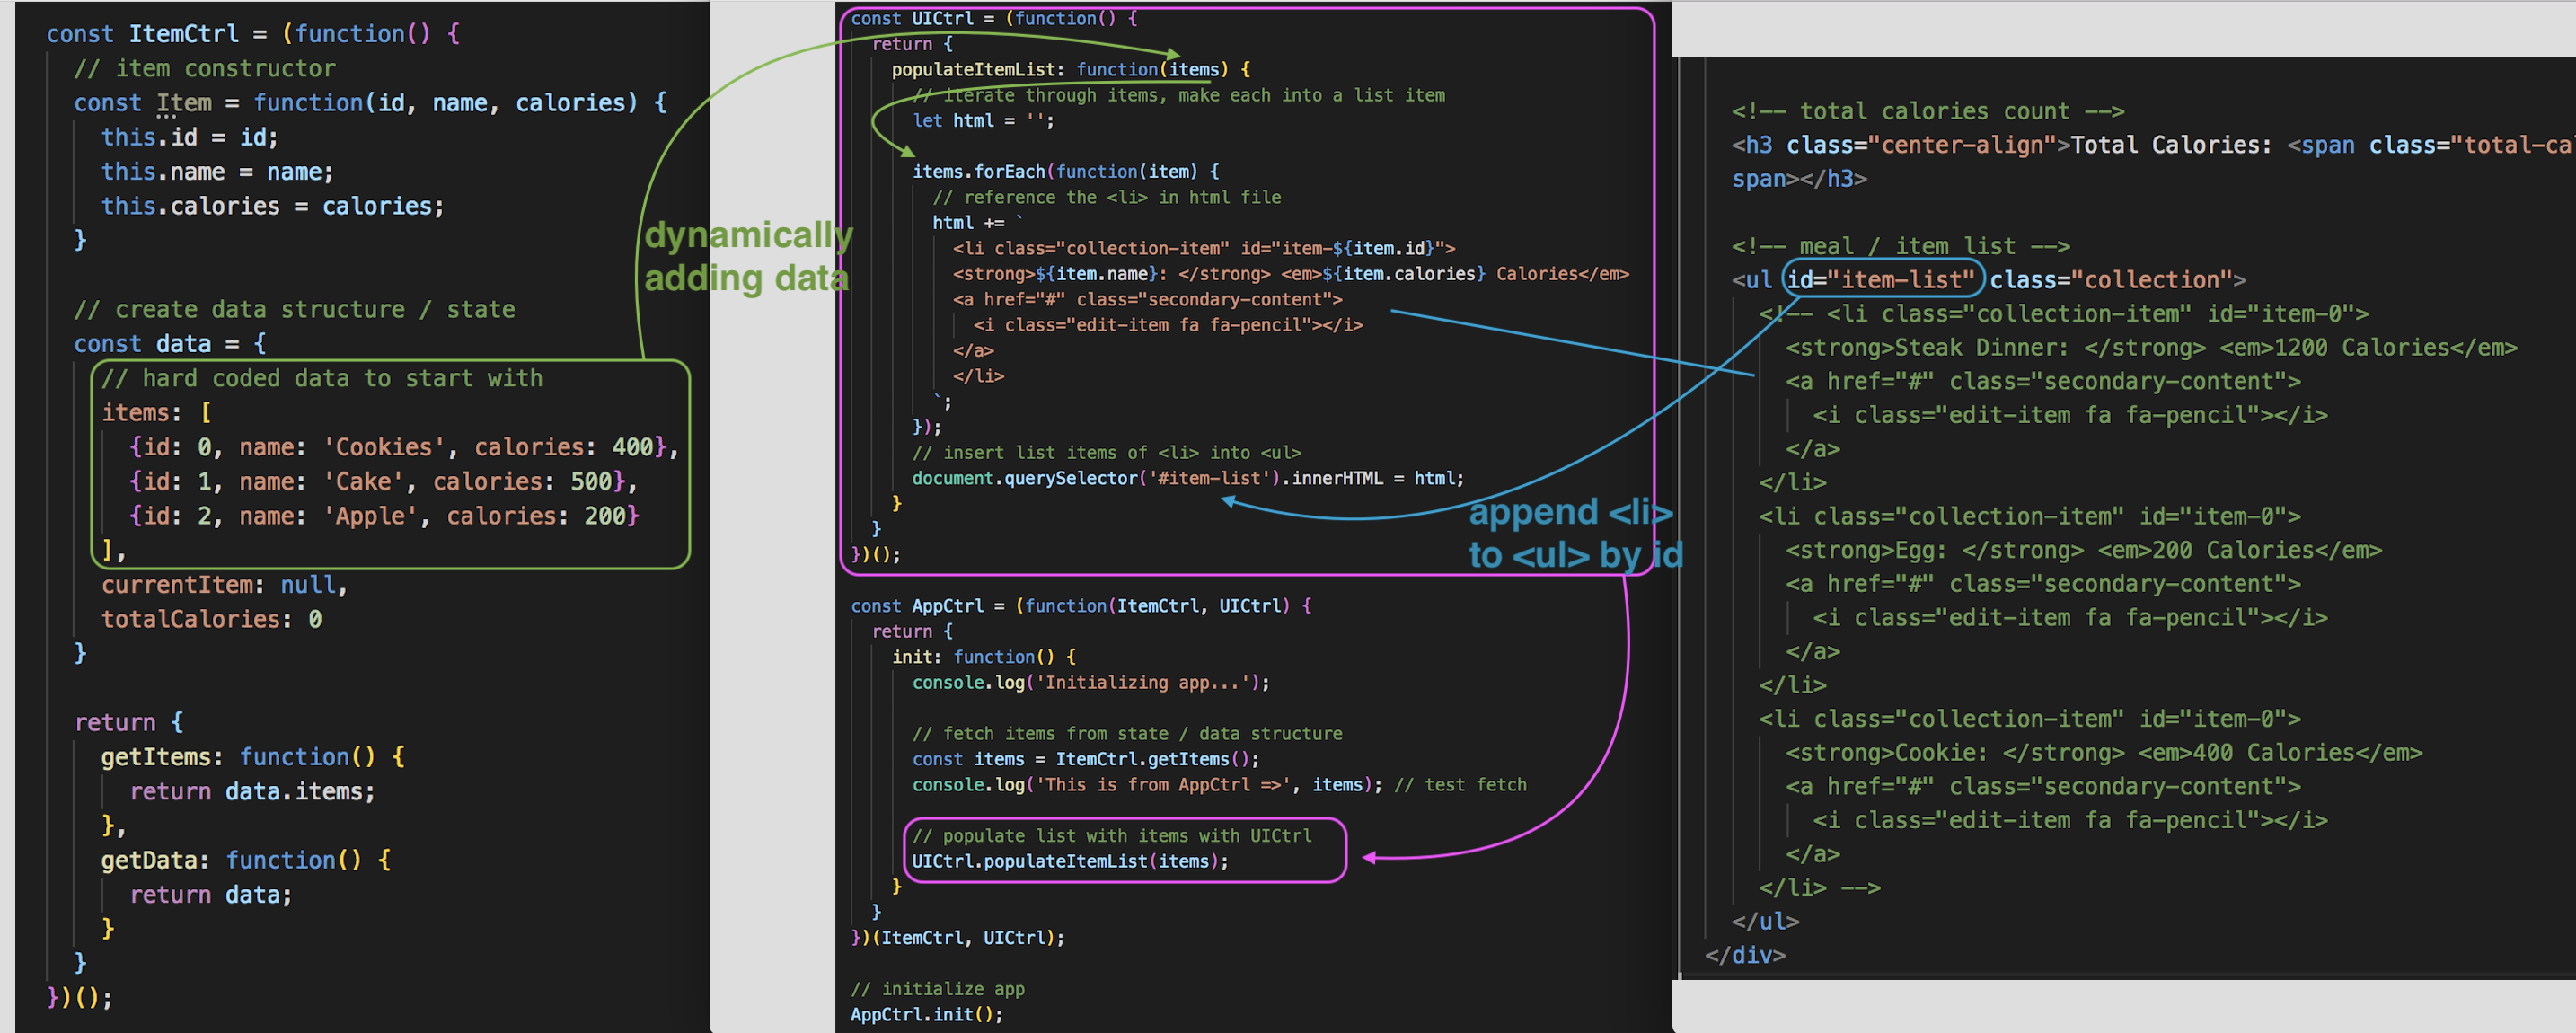 const ItemCtrl = (function() {
// item constructor
const Item = function(id, name, calories) {
this.id = id;
this.name = name;
this.calories = calories;
}
// create data structure / state
const data = {
// hard coded data to start with
items: [
{id: 0, name: 'Cookies', calories: 400},
{id: 1, name: 'Cake', calories: 500},
{id: 2, name: 'Apple', calories: 200}
],
currentItem: null,
totalCalories: 0
}
return {
getItems: function() {
return data.items;
},
getData: function() {
return data;
}
}
})();
dynamically
adding data
const UICtrl = (function() {
return {
populateItemList: function(items) {
// iterate through items, make each into a list item
let html = '';
items.forEach(function(item) {
// reference the <li> in html file
html += `
<li class="collection-item" id="item-${item.id}">
<strong>${item.name}: </strong> <em>${item.calories} Calories</em>
<a href="#" class="secondary-content">
<i class="edit-item fa fa-pencil"></i>
</a>
</li>
`;
});
// insert list items of <li> into <ul>
document.querySelector('#item-list').innerHTML = html;
}
}
})();
append <li>
to <ul> by id
const AppCtrl = (function(ItemCtrl, UICtrl) {
return {
init: function() {
console.log('Initializing app...');
// fetch items from state / data structure
const items = ItemCtrl.getItems();
console.log('This is from AppCtrl =>', items); // test fetch
// populate list with items with UICtrl
UICtrl.populateItemList(items);
}
}
})(ItemCtrl, UICtrl);
// initialize app
AppCtrl.init();
<!-- total calories count -->
<h3 class="center-align">Total Calories: <span class="total-ca
span></h3>
<!-- meal / item list -->
<ul id="item-list" class="collection">
<!-- <li class="collection-item" id="item-0">
<strong>Steak Dinner: </strong> <em>1200 Calories</em>
<a href="#" class="secondary-content">
<i class="edit-item fa fa-pencil"></i>
</a>
</li>
<li class="collection-item" id="item-0">
<strong>Egg: </strong> <em>200 Calories</em>
<a href="#" class="secondary-content">
<i class="edit-item fa fa-pencil"></i>
</a>
</li>
<li class="collection-item" id="item-0">
<strong>Cookie: </strong> <em>400 Calories</em>
<a href="#" class="secondary-content">
<i class="edit-item fa fa-pencil"></i>
</a>
</li> -->
</ul>
</div>